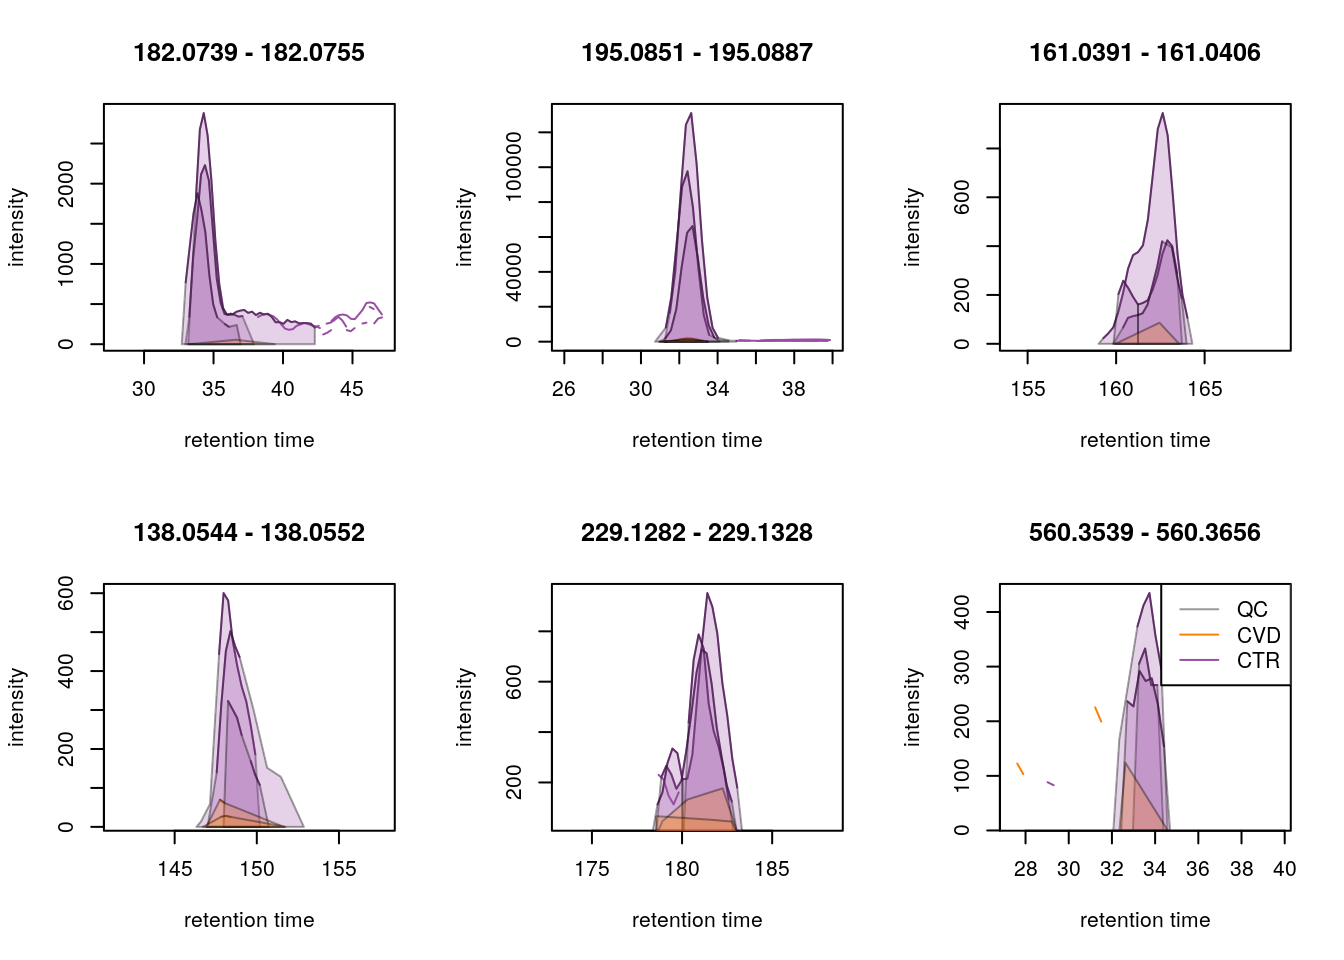 182.0739 - 182.0755
intensity
0
1000
2000
30
35
40
45
retention time
195.0851 - 195.0887
intensity
0
40000
100000
26
30
34
38
retention time
161.0391 - 161.0406
intensity
0
200
600
155
160
165
retention time
138.0544 - 138.0552
intensity
0
200
400
600
145
150
155
retention time
229.1282 - 229.1328
intensity
200
600
175
180
185
retention time
560.3539 - 560.3656
intensity
0
100
200
300
400
QC
CVD
CTR
28
30
32
34
36
38
40
retention time